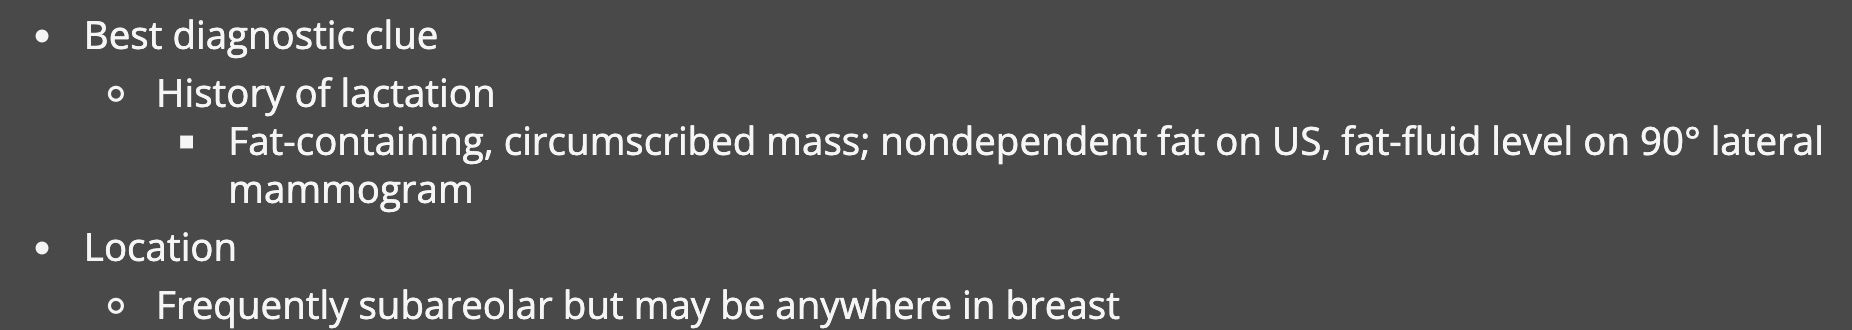 • Best diagnostic clue
◦ History of lactation
▪ Fat-containing, circumscribed mass; nondependent fat on US, fat-fluid level on 90° lateral
mammogram
• Location
◦ Frequently subareolar but may be anywhere in breast